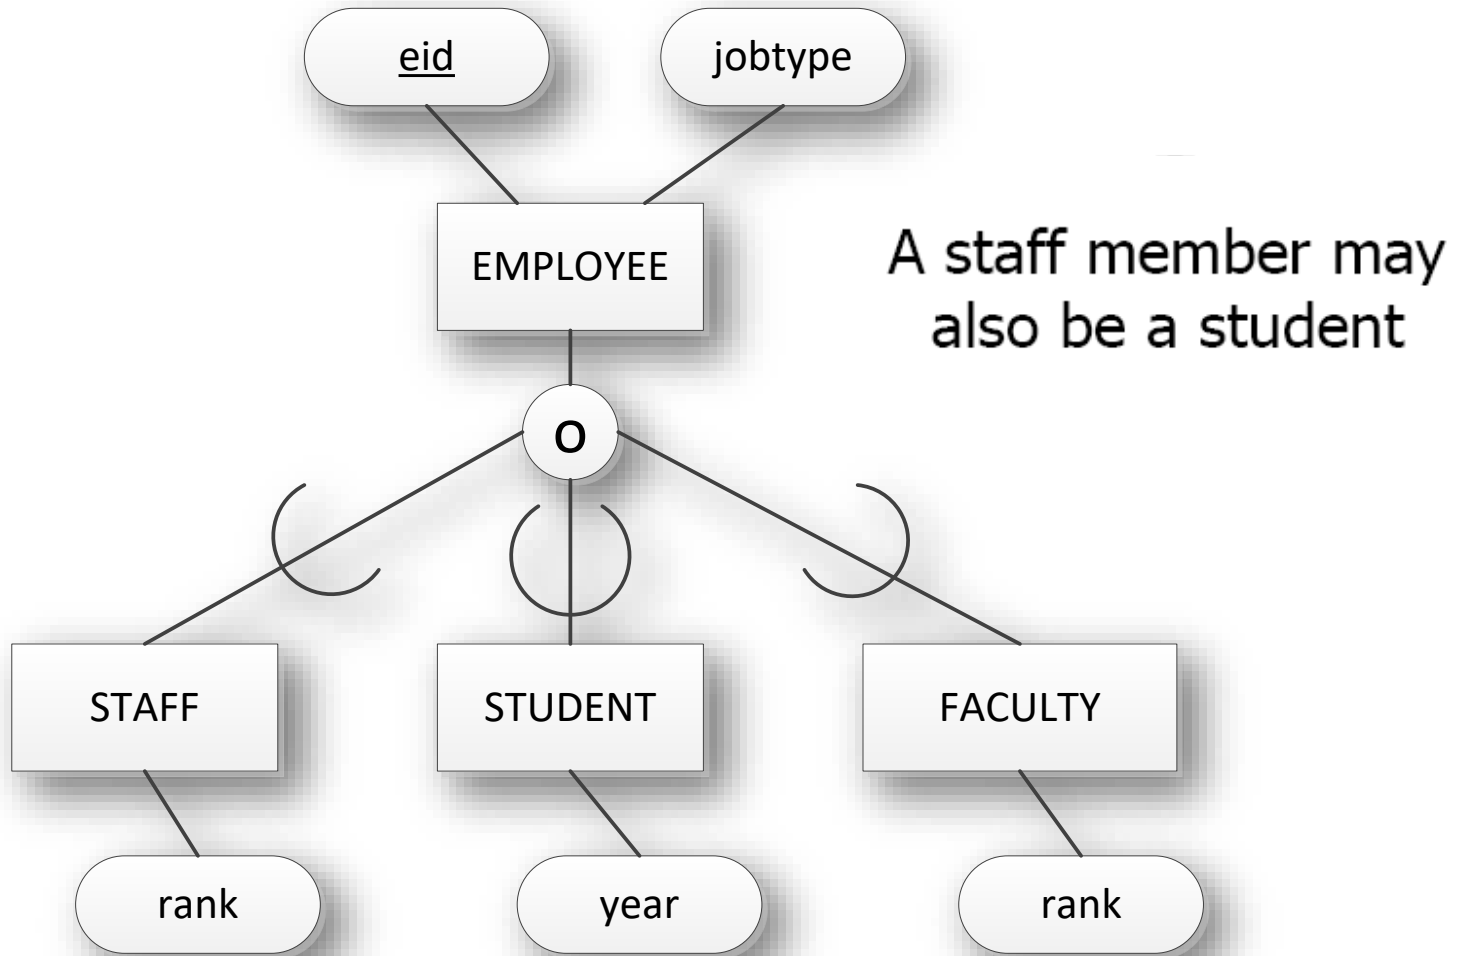 eid
jobtype
EMPLOYEE
A staff member may
also be a student
o
STAFF
STUDENT
FACULTY
rank
year
rank